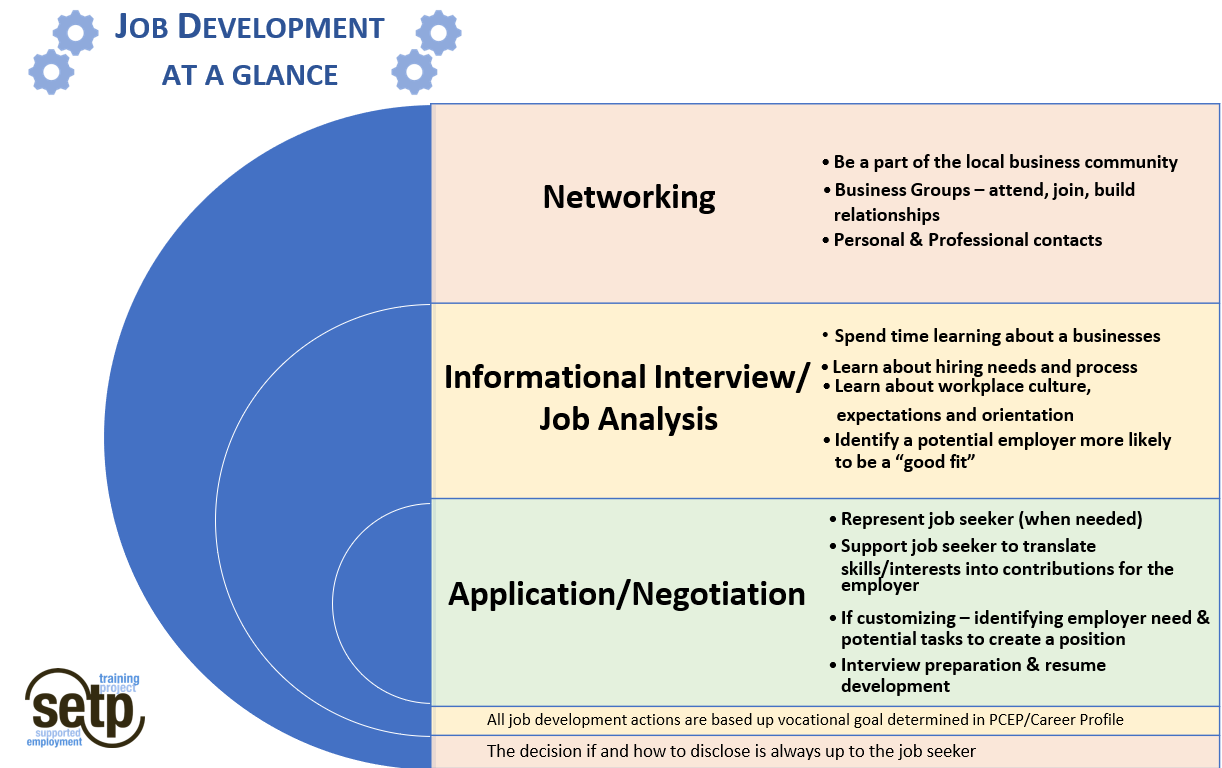 JOB DEVELOPMENT
AT A GLANCE
Networking
• Be a part of the local business community
• Business Groups – attend, join, build
relationships
• Personal & Professional contacts
Informational Interview/
Job Analysis
• Spend time learning about a businesses
• Learn about hiring needs and process
• Learn about workplace culture,
expectations and orientation
• Identify a potential employer more likely
to be a “good fit”
Application/Negotiation
• Represent job seeker (when needed)
• Support job seeker to translate
skills/interests into contributions for the
employer
• If customizing – identifying employer need &
potential tasks to create a position
• Interview preparation & resume
development
All job development actions are based up vocational goal determined in PCEP/Career Profile
The decision if and how to disclose is always up to the job seeker
training
project
setp
supported
employment